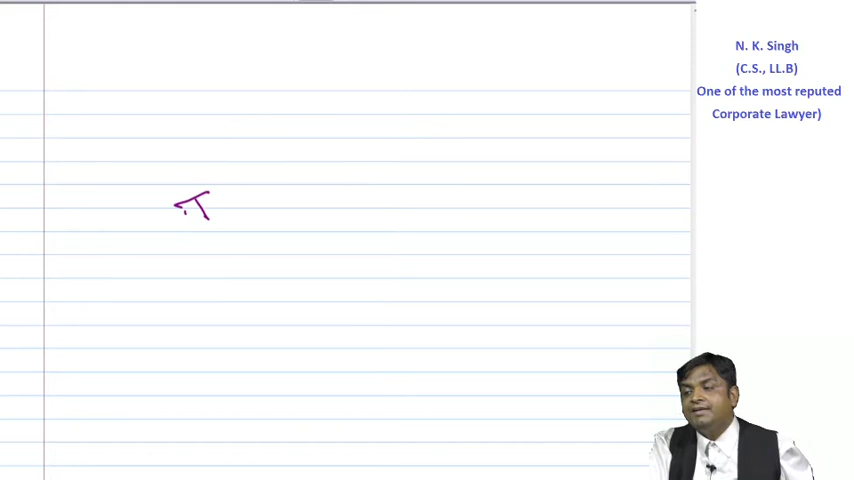 N. K. Singh
(C.S., LL.B)
One of the most reputed
Corporate Lawyer)